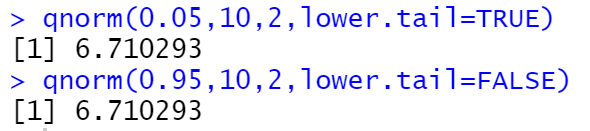 > qnorm(0.05,10,2,lower.tail=TRUE)
[1] 6.710293
> qnorm(0.95,10,2,lower.tail=FALSE)
[1] 6.710293